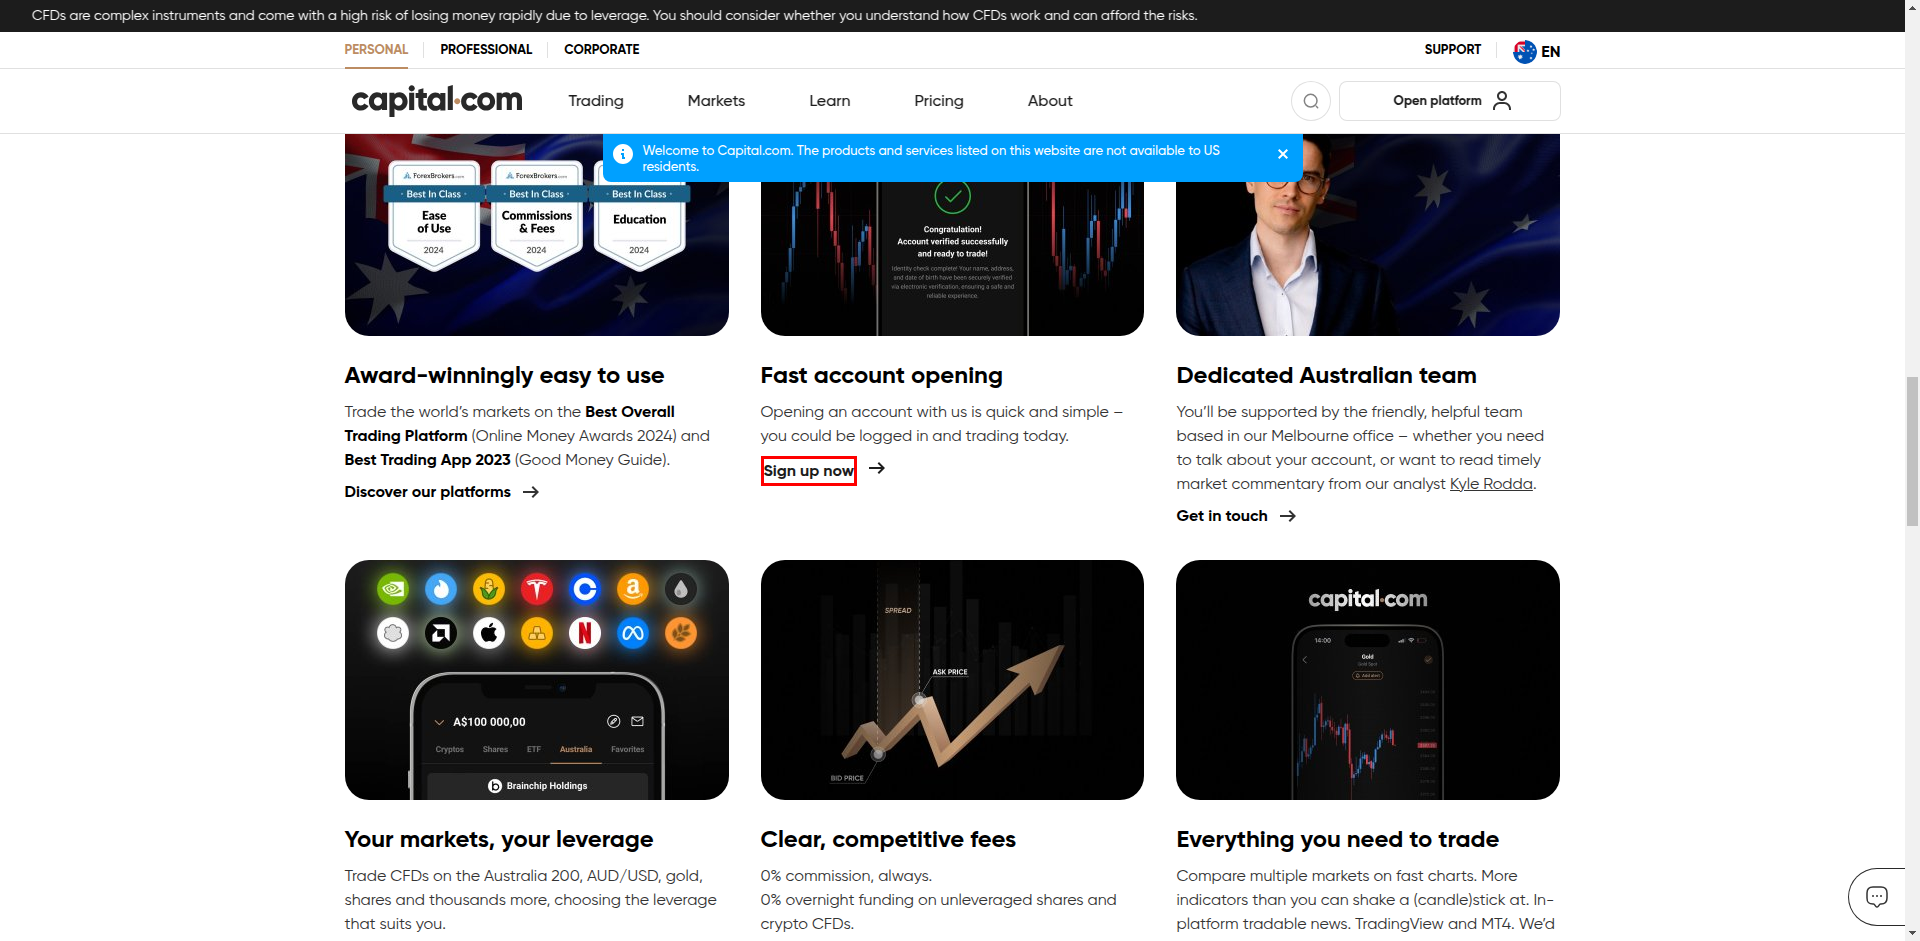 CFDs are complex instruments and come with a high risk of losing money rapidly due to leverage. You should consider whether you understand how CFDs work and can afford the risks.
PERSONAL
PROFESSIONAL
CORPORATE
SUPPORT
EN
capital.com
Trading
Markets
Learn
Pricing
About
Open platform
Welcome to Capital.com. The products and services listed on this website are not available to US
residents.
ForexBrokers.com
Best In Class
Ease
of Use
2024
ForexBrokers.com
Best In Class
Commissions
& Fees
2024
Best In Class
Education
2024
Congratulation!
Account verified successfully
and ready to trade!
Identity check complete! Your name, address,
and date of birth have been securely verified
via electronic verification, ensuring a safe and
reliable experience.
Award-winningly easy to use
Trade the world's markets on the Best Overall
Trading Platform (Online Money Awards 2024) and
Best Trading App 2023 (Good Money Guide).
Discover our platforms
Fast account opening
Opening an account with us is quick and simple –
you could be logged in and trading today.
Sign up now
Dedicated Australian team
You'll be supported by the friendly, helpful team
based in our Melbourne office – whether you need
to talk about your account, or want to read timely
market commentary from our analyst Kyle Rodda.
Get in touch
A$100 000,00
Cryptos
Shares
ETF
Australia
Favorites
Brainchip Holdings
SPREAD
ASK PRICE
BID PRICE
capital.com
14:00
Gold
Gold Spot
Add alert
Your markets, your leverage
Trade CFDs on the Australia 200, AUD/USD, gold,
shares and thousands more, choosing the leverage
that suits you.
Clear, competitive fees
0% commission, always.
0% overnight funding on unleveraged shares and
crypto CFDs.
Everything you need to trade
Compare multiple markets on fast charts. More
indicators than you can shake a (candle)stick at. In-
platform tradable news. TradingView and MT4. We'd